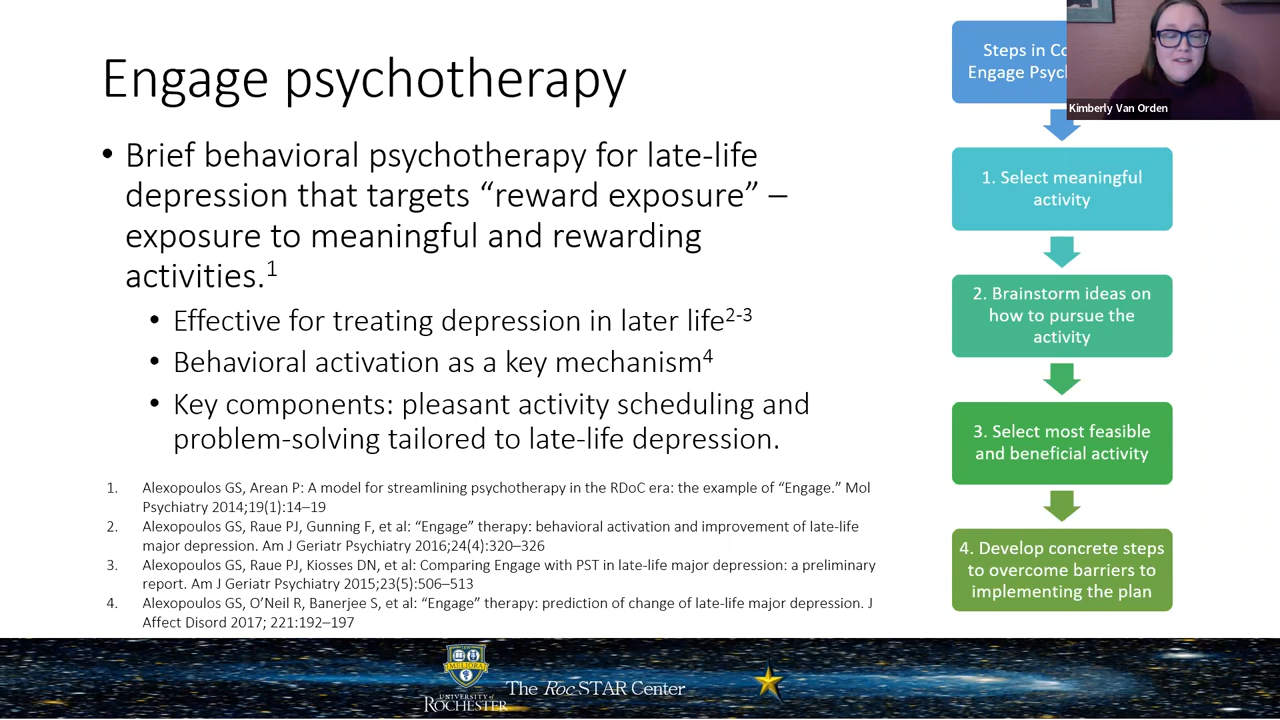 Engage psychotherapy
• Brief behavioral psychotherapy for late-life
depression that targets “reward exposure” –
exposure to meaningful and rewarding
activities.1
• Effective for treating depression in later life2-3
• Behavioral activation as a key mechanism4
• Key components: pleasant activity scheduling and
problem-solving tailored to late-life depression.
1. Alexopoulos GS, Arean P: A model for streamlining psychotherapy in the RDoC era: the example of “Engage.” Mol
Psychiatry 2014;19(1):14–19
2. Alexopoulos GS, Raue PJ, Gunning F, et al: “Engage” therapy: behavioral activation and improvement of late-life
major depression. Am J Geriatr Psychiatry 2016;24(4):320–326
3. Alexopoulos GS, Raue PJ, Kiosses DN, et al: Comparing Engage with PST in late-life major depression: a preliminary
report. Am J Geriatr Psychiatry 2015;23(5):506–513
4. Alexopoulos GS, O’Neil R, Banerjee S, et al: “Engage” therapy: prediction of change of late-life major depression. J
Affect Disord 2017; 221:192–197
Steps in Co
Engage Psycl
Kimberly Van Orden
1. Select meaningful
activity
2. Brainstorm ideas on
how to pursue the
activity
3. Select most feasible
and beneficial activity
4. Develop concrete steps
to overcome barriers to
implementing the plan
MELIORA
UNIVERSITY of
ROCHESTER
The Roc STAR Center